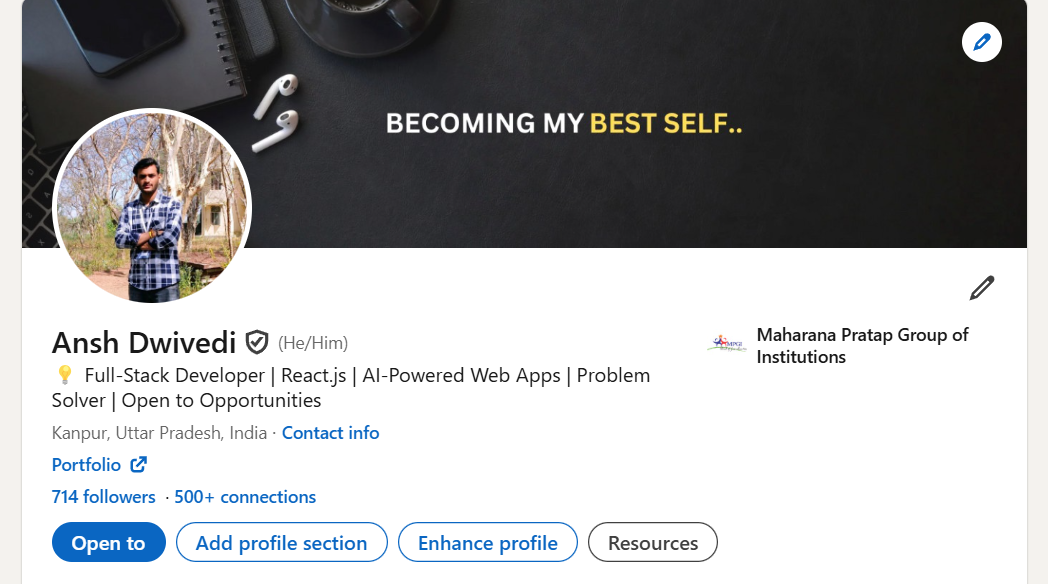 BECOMING MY BEST SELF..
Ansh Dwivedi (He/Him)
💡 Full-Stack Developer | React.js | AI-Powered Web Apps | Problem
Solver | Open to Opportunities
Kanpur, Uttar Pradesh, India · Contact info
Portfolio
714 followers · 500+ connections
Open to
Add profile section
Enhance profile
Resources
MPGI
Maharana Pratap Group of
Institutions